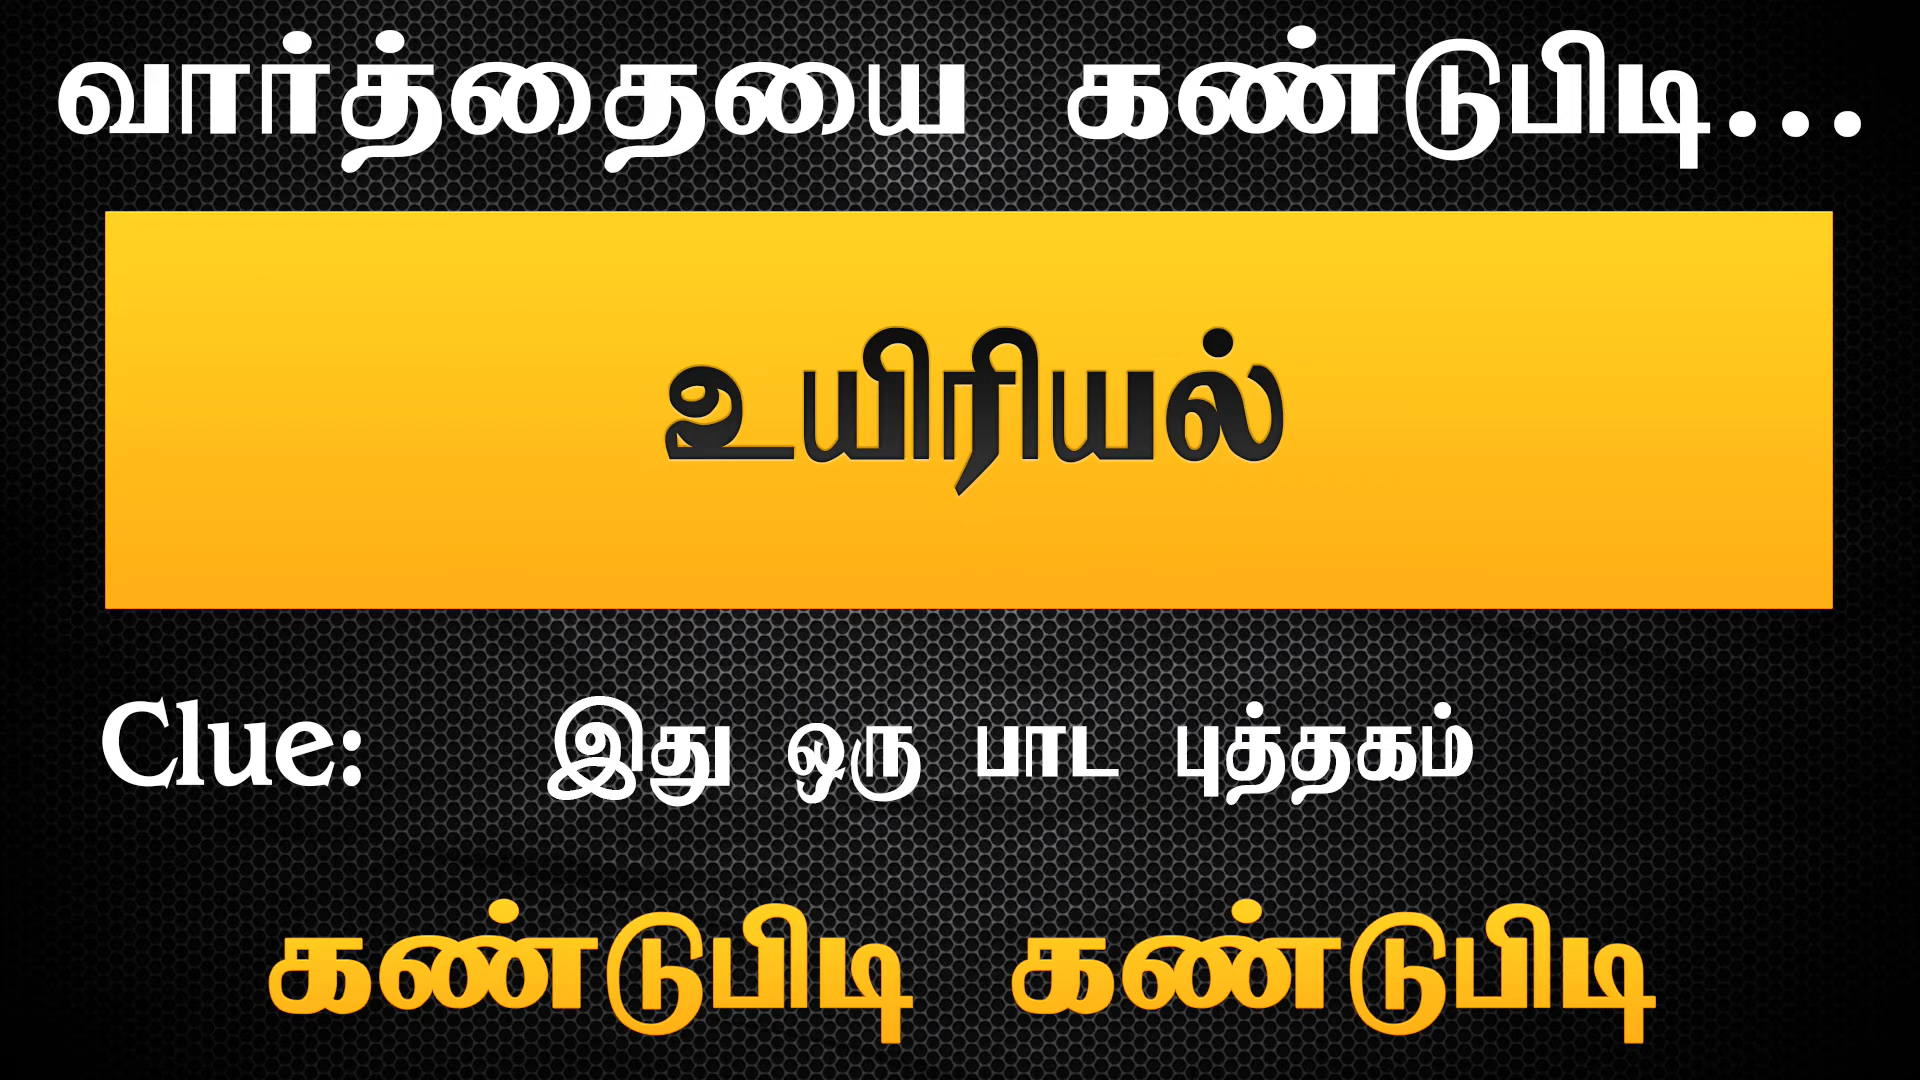 வார்த்தையை கண்டுபிடி...
உயிரியல்
Clue: இது ஒரு பாட புத்தகம்
கண்டுபிடி கண்டுபிடி